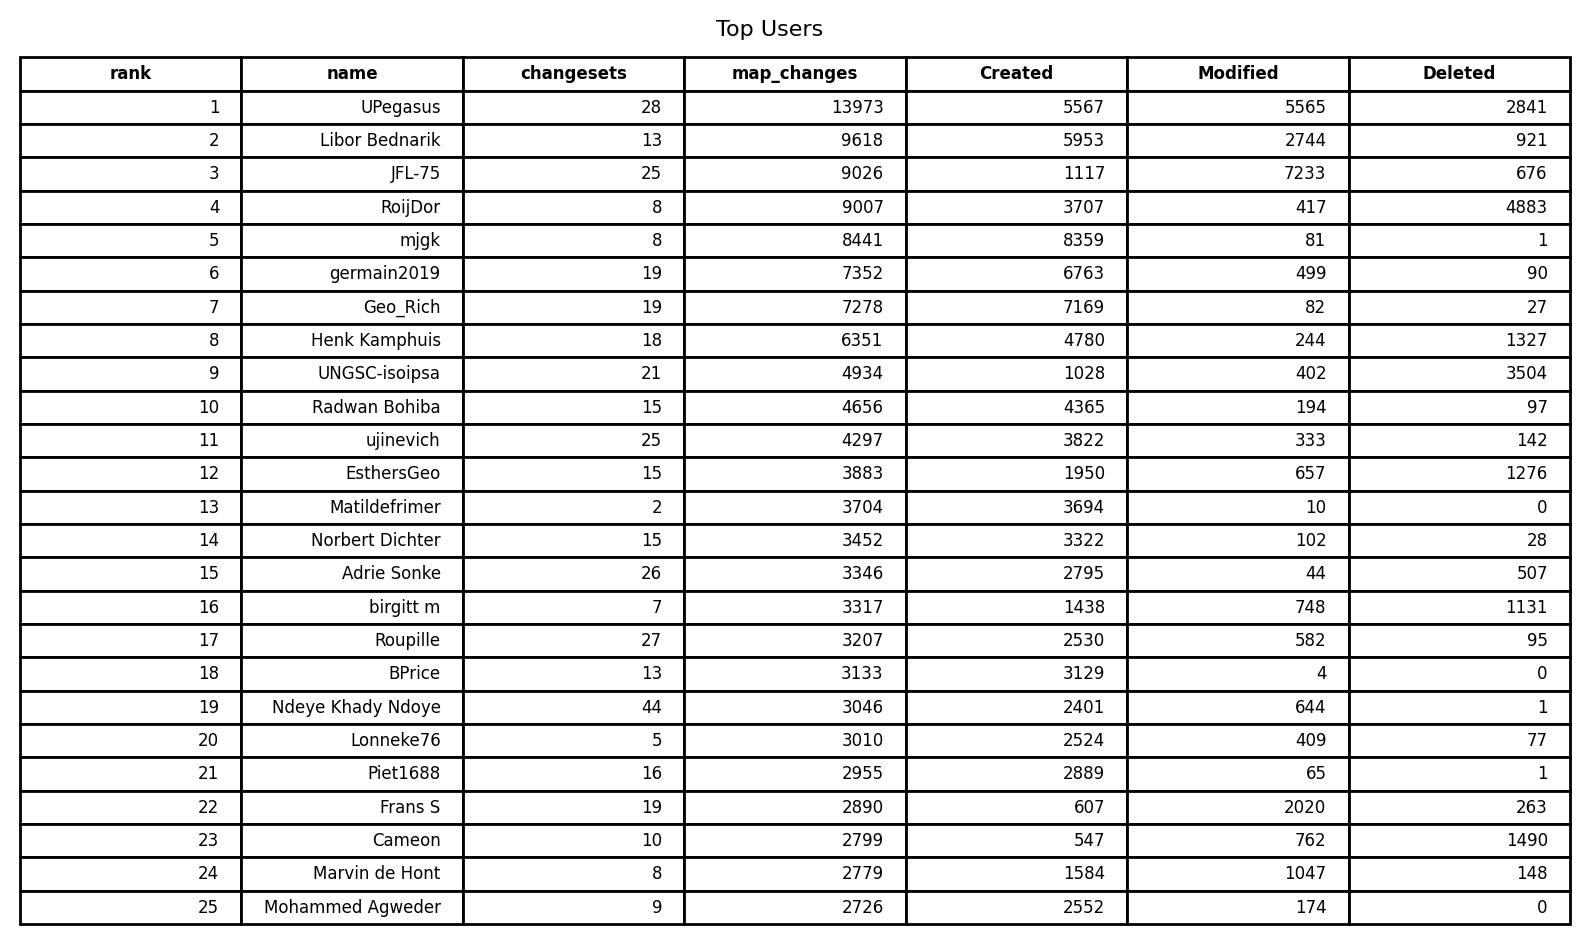 Top Users
rank name changesets map_changes Created Modified Deleted
1 UPegasus 28 13973 5567 5565 2841
2 Libor Bednarik 13 9618 5953 2744 921
3 JFL-75 25 9026 1117 7233 676
4 RoijDor 8 9007 3707 417 4883
5 mjgk 8 8441 8359 81 1
6 germain2019 19 7352 6763 499 90
7 Geo_Rich 19 7278 7169 82 27
8 Henk Kamphuis 18 6351 4780 244 1327
9 UNGSC-isoipsa 21 4934 1028 402 3504
10 Radwan Bohiba 15 4656 4365 194 97
11 ujinevich 25 4297 3822 333 142
12 EsthersGeo 15 3883 1950 657 1276
13 Matildefrimer 2 3704 3694 10 0
14 Norbert Dichter 15 3452 3322 102 28
15 Adrie Sonke 26 3346 2795 44 507
16 birgitt m 7 3317 1438 748 1131
17 Roupille 27 3207 2530 582 95
18 BPrice 13 3133 3129 4 0
19 Ndeye Khady Ndoye 44 3046 2401 644 1
20 Lonneke76 5 3010 2524 409 77
21 Piet1688 16 2955 2889 65 1
22 Frans S 19 2890 607 2020 263
23 Cameon 10 2799 547 762 1490
24 Marvin de Hont 8 2779 1584 1047 148
25 Mohammed Agweder 9 2726 2552 174 0